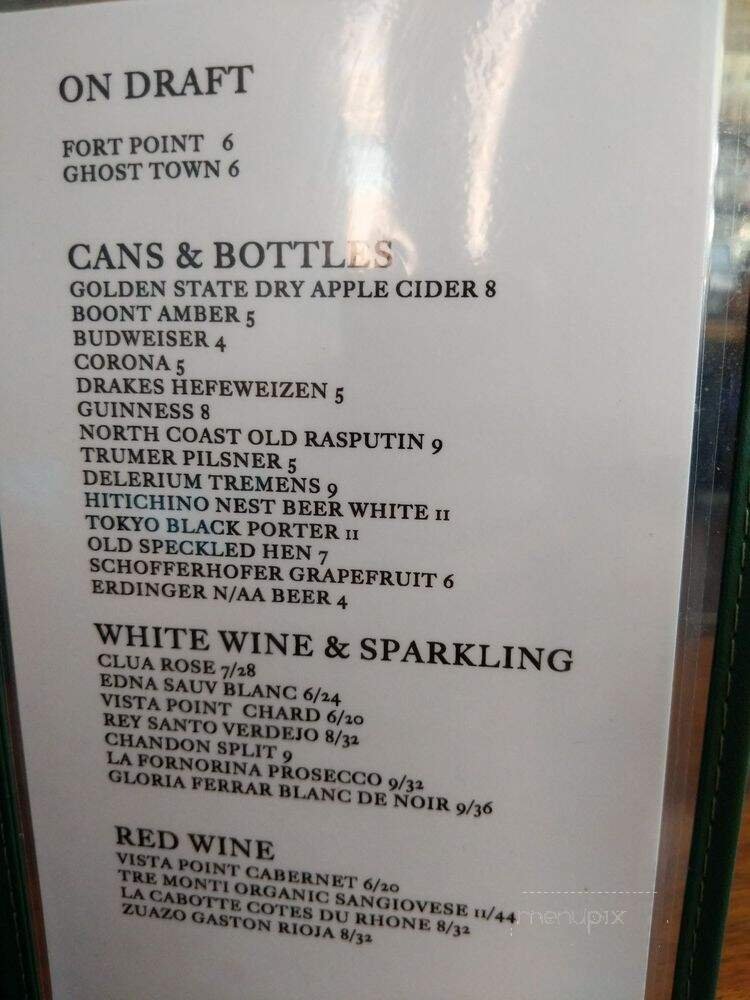 ON DRAFT
FORT POINT 6
GHOST TOWN 6
CANS & BOTTLES
GOLDEN STATE DRY APPLE CIDER 8
BOONT AMBER 5
BUDWEISER 4
CORONA 5
DRAKES HEFEWEIZEN 5
GUINNESS 8
NORTH COAST OLD RASPUTIN 9
TRUMER PILSNER 5
DELERIUM TREMENS 9
HITICHINO NEST BEER WHITE 11
TOKYO BLACK PORTER 11
OLD SPECKLED HEN 7
SCHOFFERHOFER GRAPEFRUIT 6
ERDINGER N/AA BEER 4
WHITE WINE & SPARKLING
CLUA ROSE 7/28
EDNA SAUV BLANC 6/24
VISTA POINT CHARD 6/20
REY SANTO VERDEJO 8/32
CHANDON SPLIT 9
LA FORNORINA PROSECCO 9/32
GLORIA FERRAR BLANC DE NOIR 9/36
RED WINE
VISTA POINT CABERNET 6/20
TRE MONTI ORGANIC SANGIOVESE 11/44
LA CABOTTE COTES DU RHONE 8/32
ZUAZO GASTON RIOJA 8/32
menupix